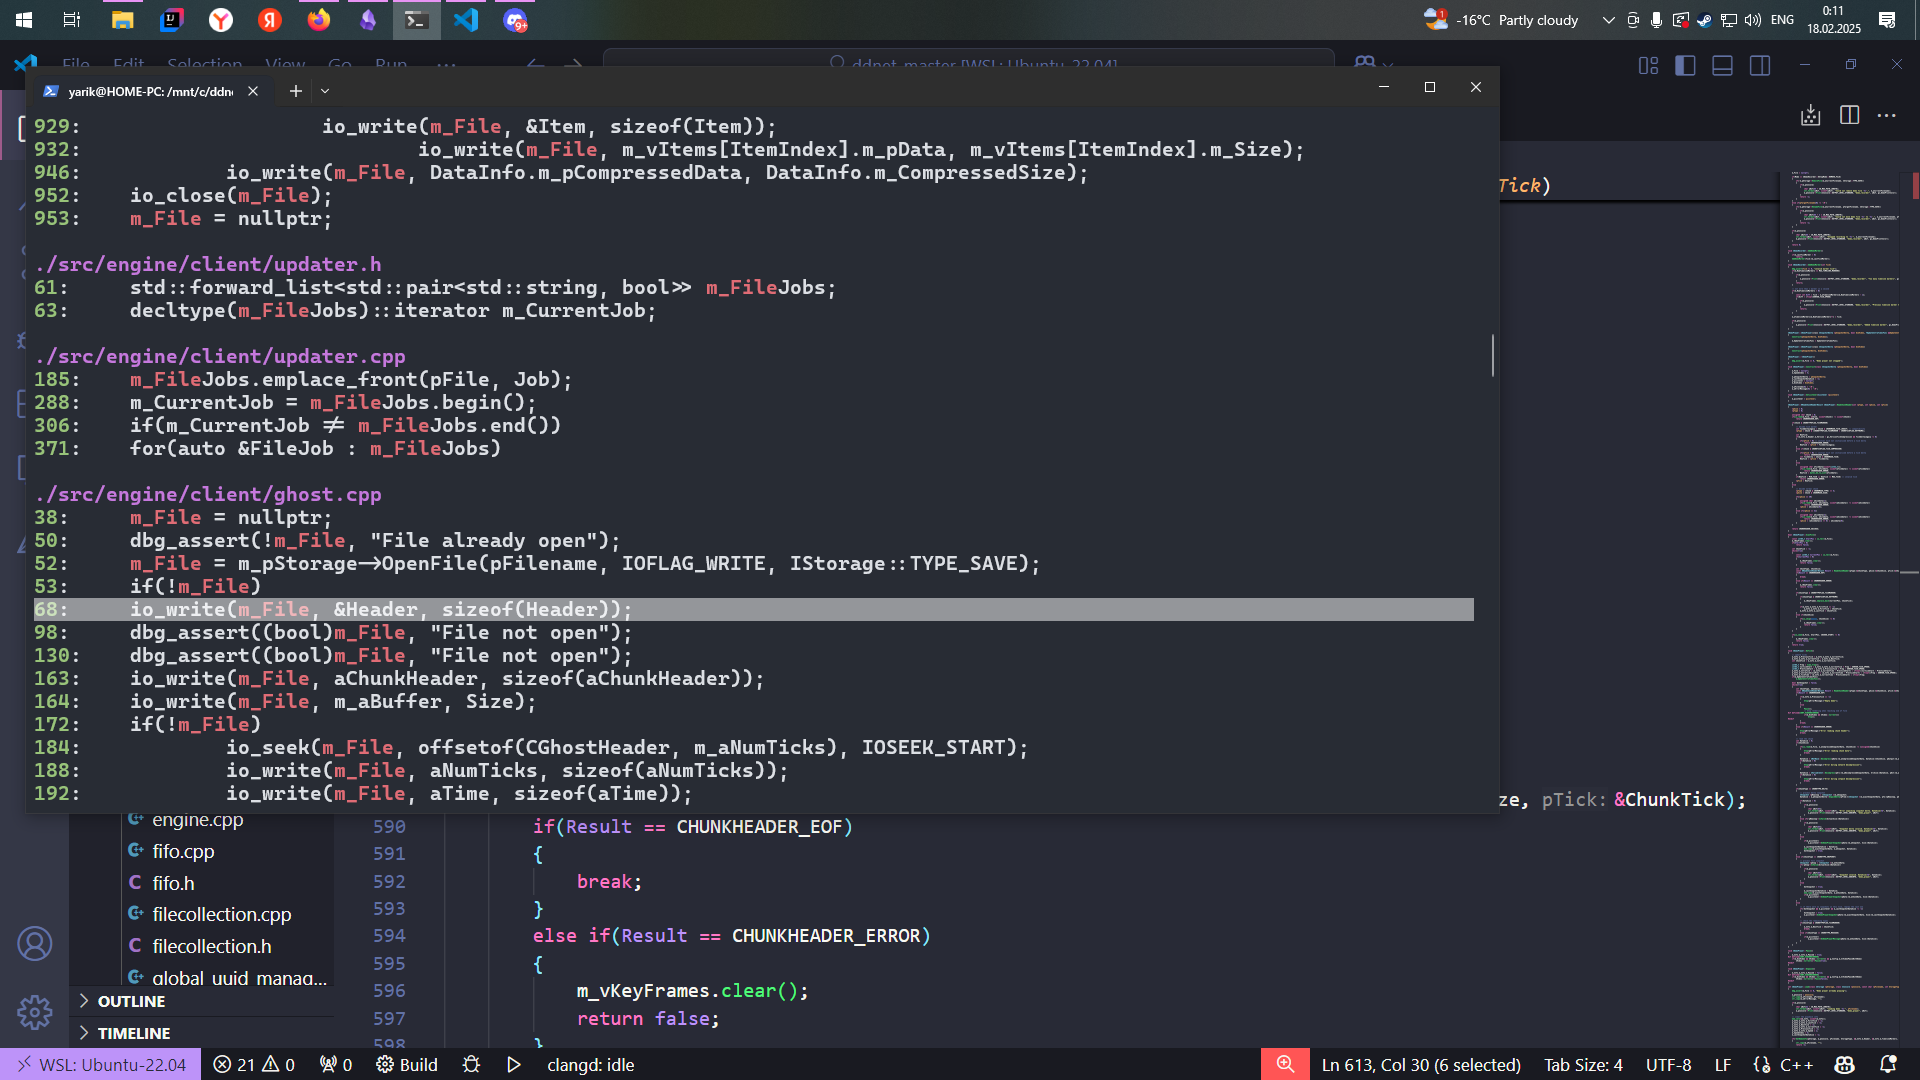 -16°C Partly cloudy
ENG
0:11
18.02.2025
File Edit Selection View Go Run ...
ddnet-master [WSL: Ubuntu-22.04]
yarik@HOME-PC: /mnt/c/ddn
929: io_write(m_File, &Item, sizeof(Item));
932: io_write(m_File, m_vItems[ItemIndex].m_pData, m_vItems[ItemIndex].m_Size);
946: io_write(m_File, DataInfo.m_pCompressedData, DataInfo.m_CompressedSize);
952: io_close(m_File);
953: m_File = nullptr;
./src/engine/client/updater.h
61: std::forward_list<std::pair<std::string, bool>> m_FileJobs;
63: decltype(m_FileJobs)::iterator m_CurrentJob;
./src/engine/client/updater.cpp
185: m_FileJobs.emplace_front(pFile, Job);
288: m_CurrentJob = m_FileJobs.begin();
306: if(m_CurrentJob != m_FileJobs.end())
371: for(auto &FileJob : m_FileJobs)
./src/engine/client/ghost.cpp
38: m_File = nullptr;
50: dbg_assert(!m_File, "File already open");
52: m_File = m_pStorage->OpenFile(pFilename, IOFLAG_WRITE, IStorage::TYPE_SAVE);
53: if(!m_File)
68: io_write(m_File, &Header, sizeof(Header));
98: dbg_assert((bool)m_File, "File not open");
130: dbg_assert((bool)m_File, "File not open");
163: io_write(m_File, aChunkHeader, sizeof(aChunkHeader));
164: io_write(m_File, m_aBuffer, Size);
172: if(!m_File)
184: io_seek(m_File, offsetof(CGhostHeader, m_aNumTicks), IOSEEK_START);
188: io_write(m_File, aNumTicks, sizeof(aNumTicks));
192: io_write(m_File, aTime, sizeof(aTime));
Tick)
ze, pTick: &ChunkTick);
engine.cpp
fifo.cpp
fifo.h
filecollection.cpp
filecollection.h
global_uuid_manag...
OUTLINE
TIMELINE
590 if(Result == CHUNKHEADER_EOF)
591 {
592 break;
593 }
594 else if(Result == CHUNKHEADER_ERROR)
595 {
596 m_vKeyFrames.clear();
597 return false;
598 }
WSL: Ubuntu-22.04 21 0 0 Build clangd: idle
Ln 613, Col 30 (6 selected) Tab Size: 4 UTF-8 LF C++